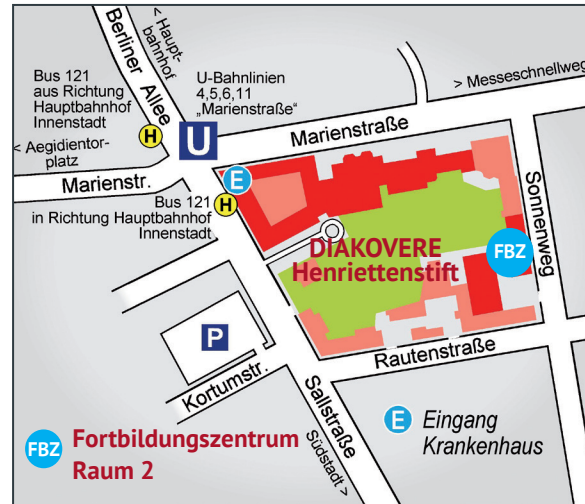 Berliner Allee
< Haupt-
bahnhof
Bus 121
aus Richtung
Hauptbahnhof
Innenstadt
U-Bahnlinien
4,5,6,11
„Marienstraße“
> Messeschnellweg
H
U
Marienstraße
< Aegidientor-
platz
Marienstr.
E
H
Bus 121
in Richtung Hauptbahnhof
Innenstadt
Sonnenweg
DIAKOVERE
Henriettenstift
FBZ
P
Rautenstraße
Kortumstr.
Sallstraße
Südstadt >
FBZ
Fortbildungszentrum
Raum 2
E
Eingang
Krankenhaus